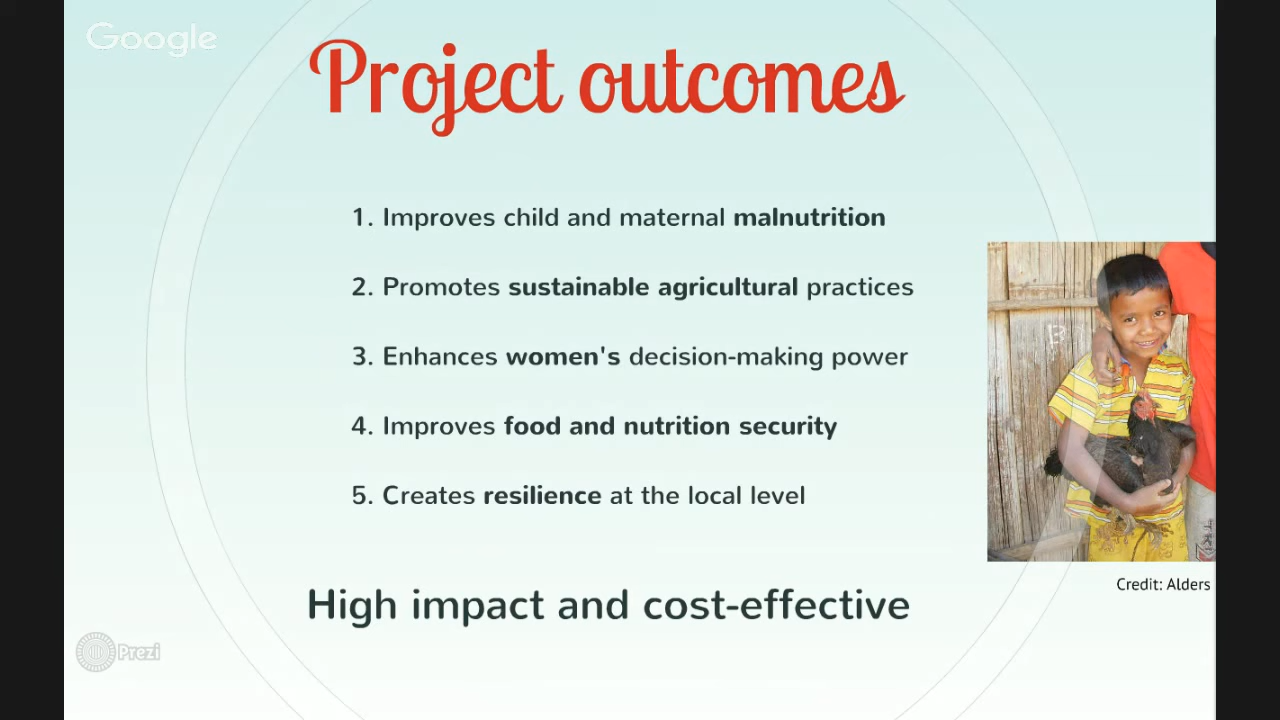 Google
Project outcomes
1. Improves child and maternal malnutrition
2. Promotes sustainable agricultural practices
3. Enhances women's decision-making power
4. Improves food and nutrition security
5. Creates resilience at the local level
Credit: Alders
High impact and cost-effective
Prezi